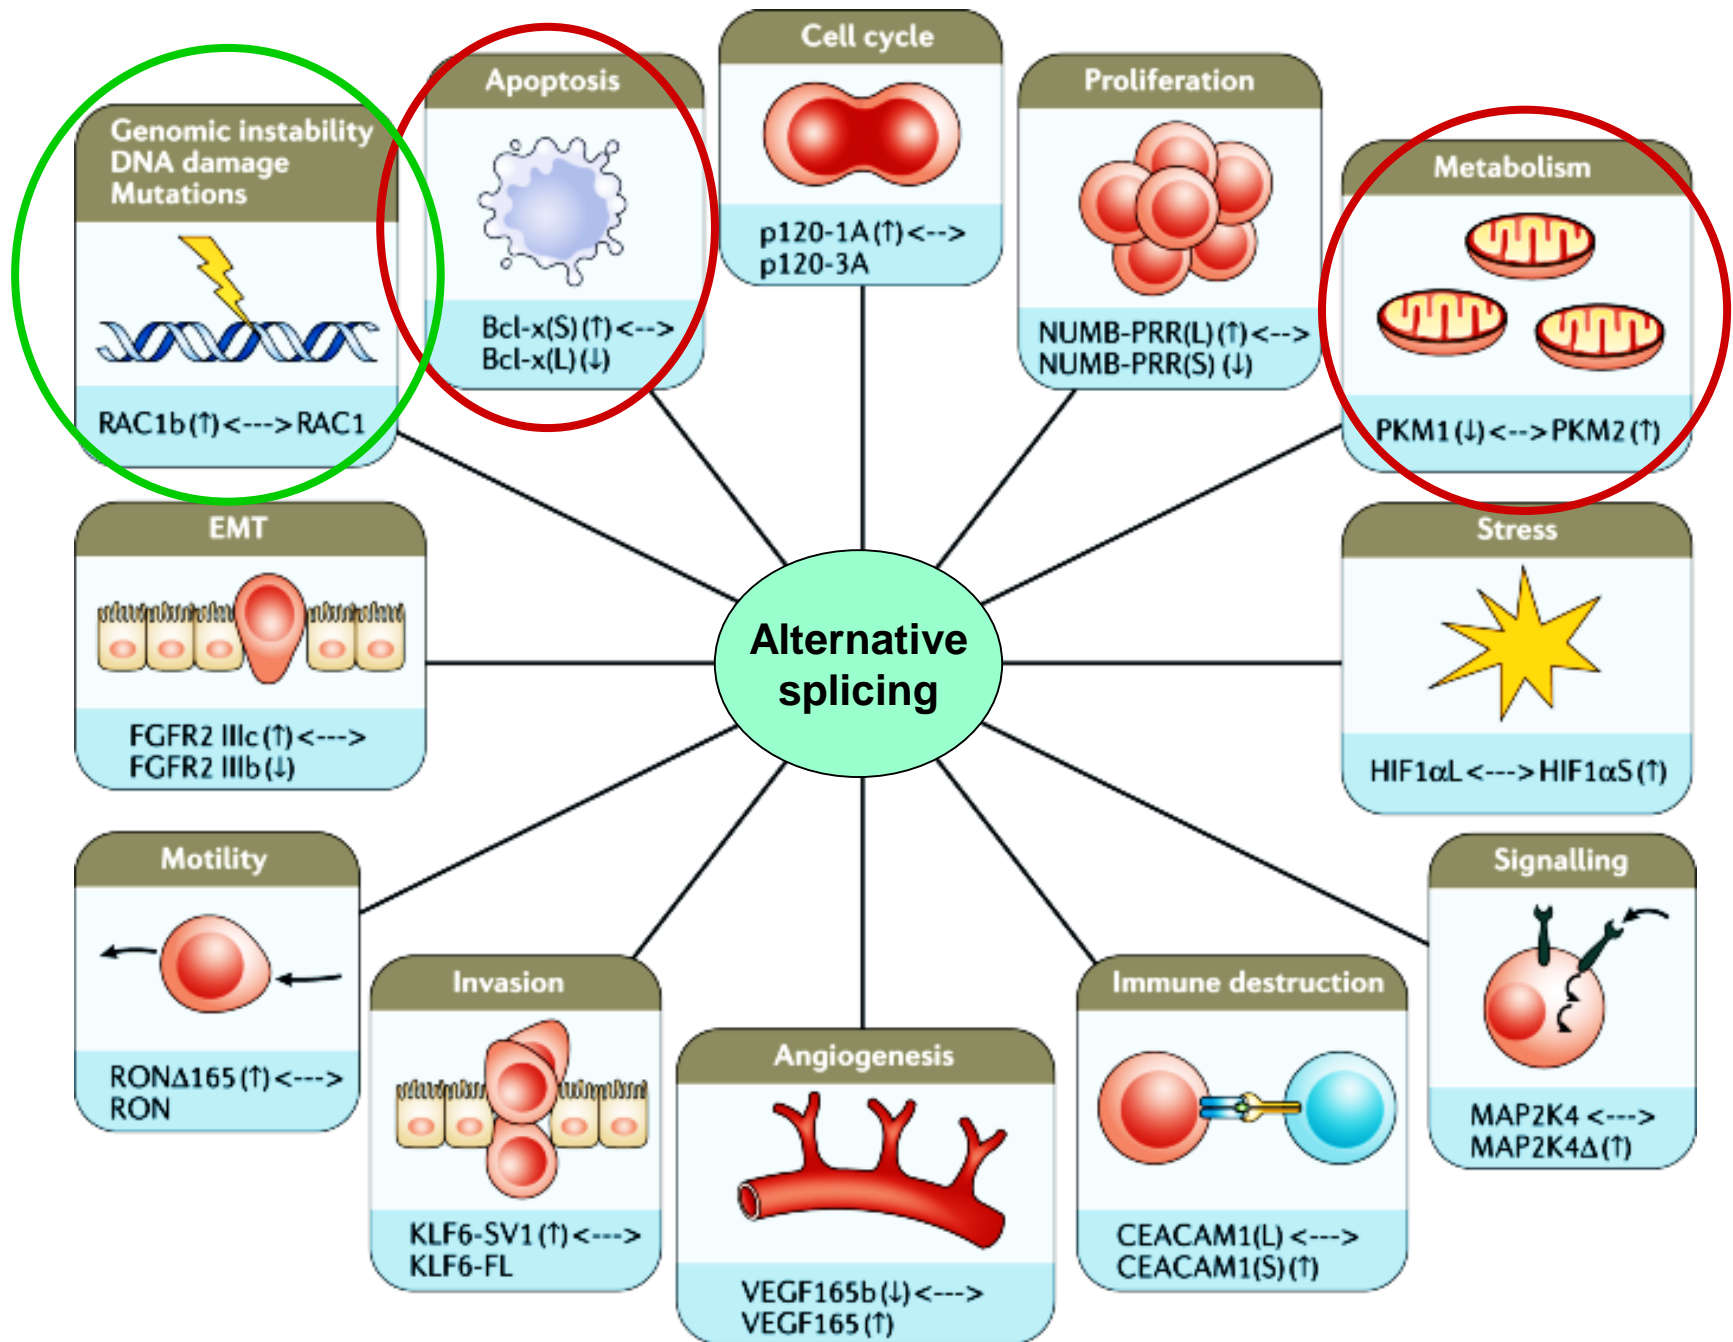 Cell cycle
p120-1A (↑) <-->
p120-3A
Proliferation
NUMB-PRR(L) (↑) <-->
NUMB-PRR(S) (↓)
Metabolism
PKM1 (↓) <--> PKM2 (↑)
Stress
HIF1αL <---> HIF1αS (↑)
Signalling
MAP2K4 <--->
MAP2K4Δ (↑)
Immune destruction
CEACAM1(L) <--->
CEACAM1(S) (↑)
Angiogenesis
VEGF165b (↓) <--->
VEGF165 (↑)
Invasion
KLF6-SV1 (↑) <--->
KLF6-FL
Motility
RONΔ165 (↑) <--->
RON
EMT
FGFR2 IIIc (↑) <--->
FGFR2 IIIb (↓)
Genomic instability
DNA damage
Mutations
RAC1b (↑) <---> RAC1
Apoptosis
Bcl-x(S) (↑) <-->
Bcl-x(L) (↓)
Alternative
splicing